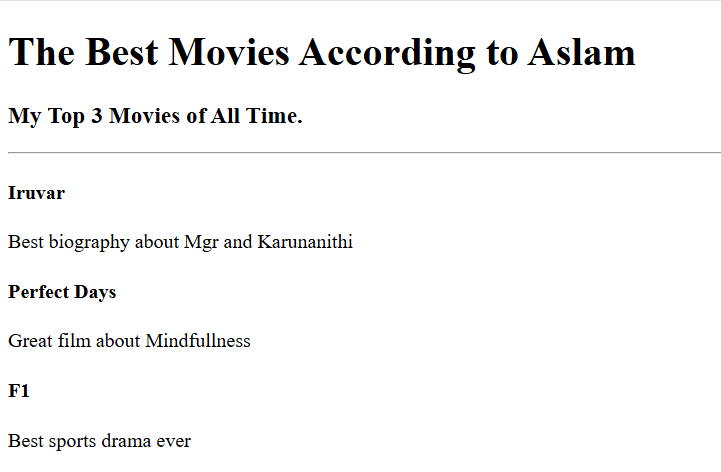 The Best Movies According to Aslam
My Top 3 Movies of All Time.
Iruvar
Best biography about Mgr and Karunanithi
Perfect Days
Great film about Mindfullness
F1
Best sports drama ever